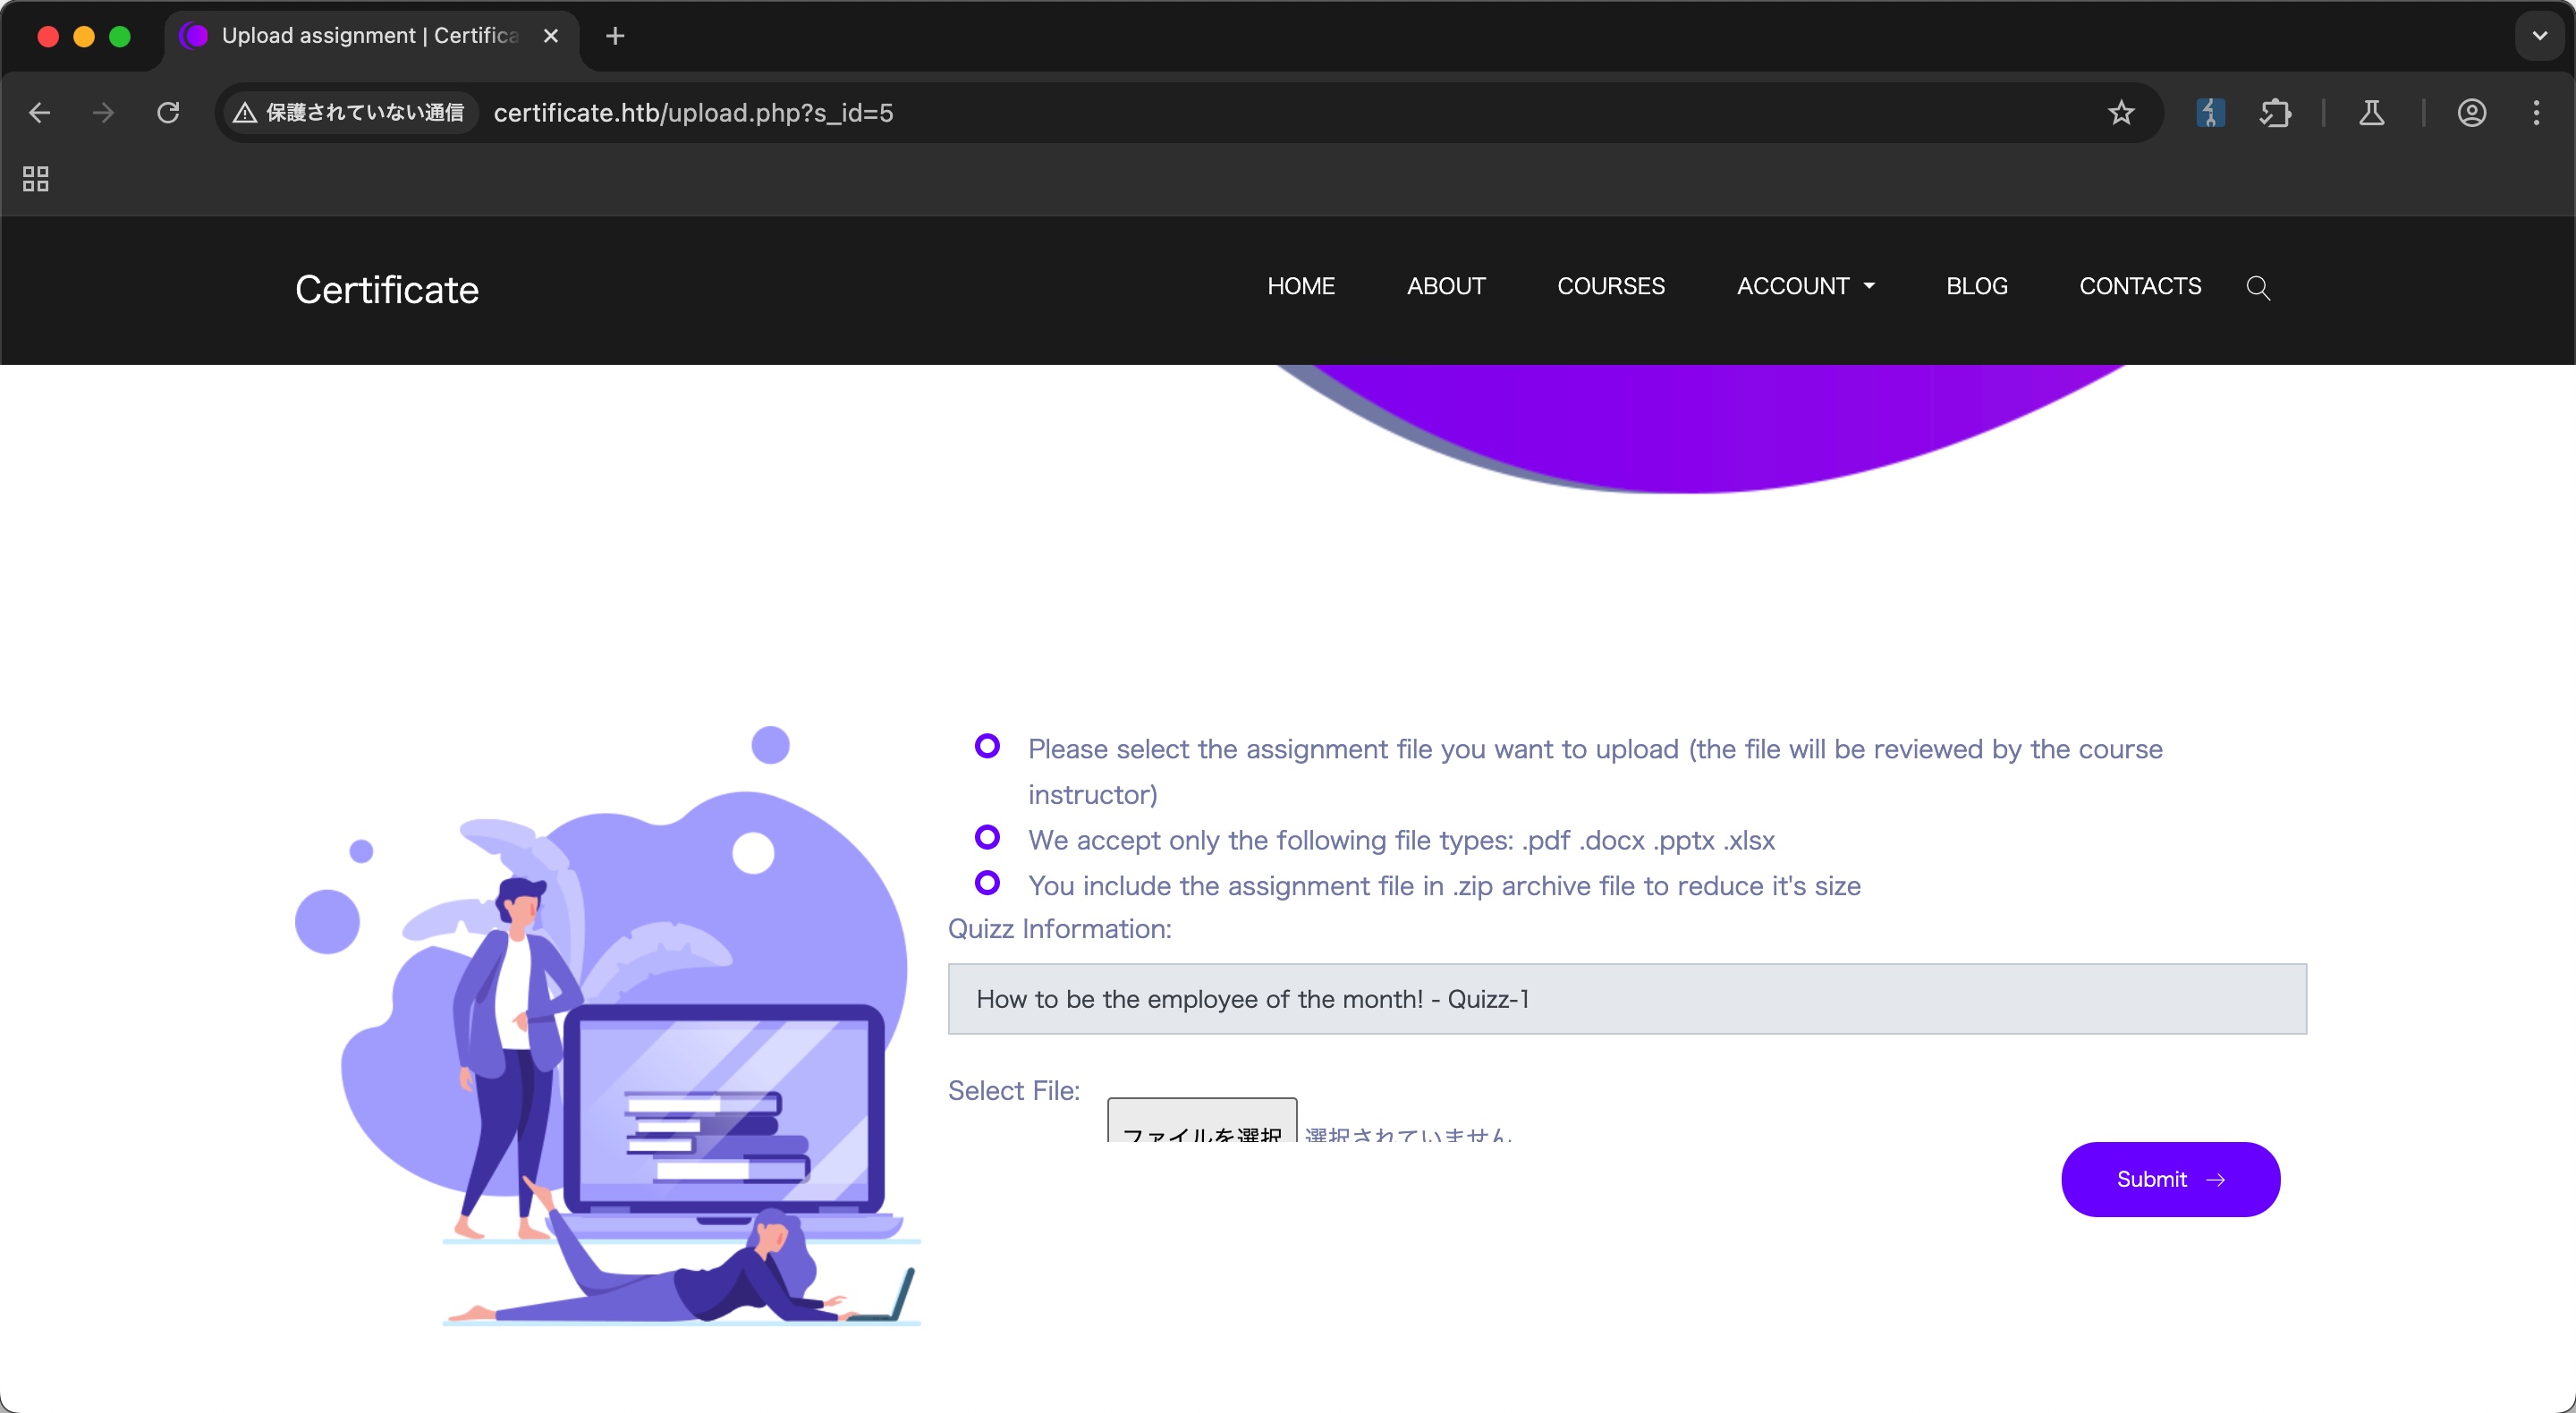 Upload assignment | Certifica
保護されていない通信 certificate.htb/upload.php?s_id=5
Certificate
HOME ABOUT COURSES ACCOUNT BLOG CONTACTS
Please select the assignment file you want to upload (the file will be reviewed by the course
instructor)
We accept only the following file types: .pdf .docx .pptx .xlsx
You include the assignment file in .zip archive file to reduce it's size
Quizz Information:
How to be the employee of the month! - Quizz-1
Select File:
ファイルを選択 選択されていません
Submit